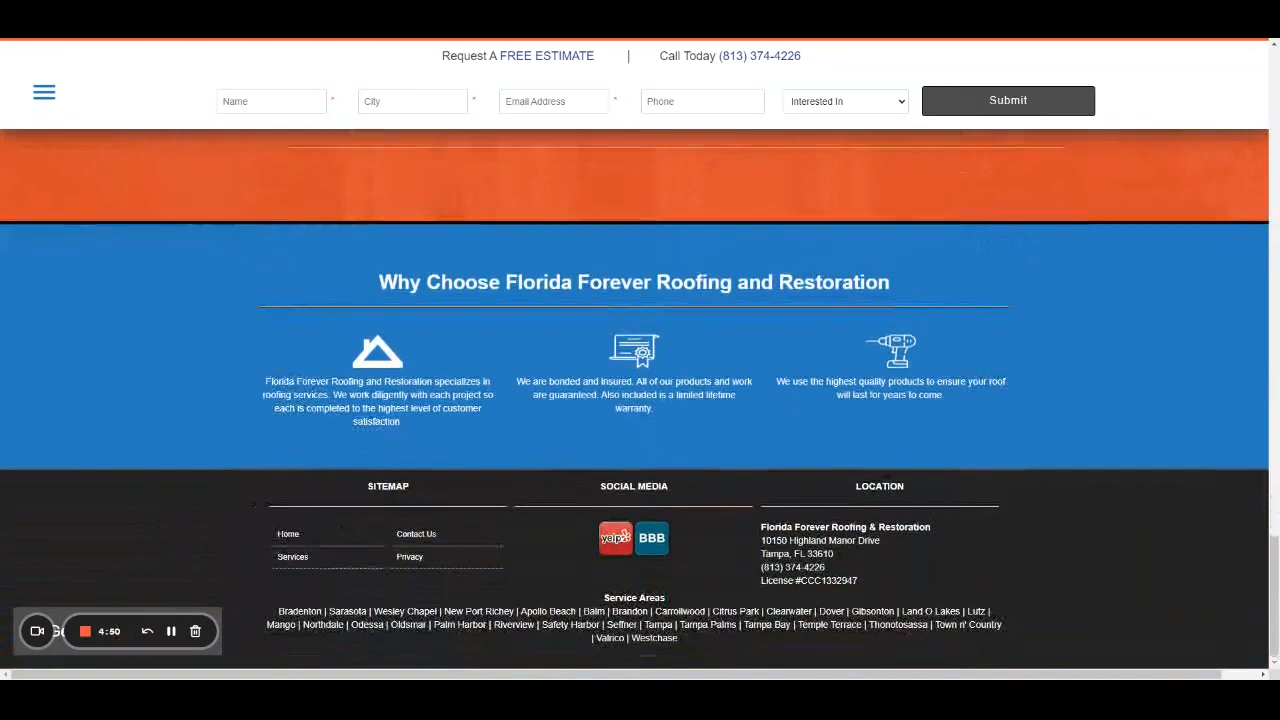 Request A FREE ESTIMATE | Call Today (813) 374-4226
Name * City * Email Address * Phone Interested In Submit
Why Choose Florida Forever Roofing and Restoration
Florida Forever Roofing and Restoration specializes in
roofing services. We work diligently with each project so
each is completed to the highest level of customer
satisfaction
We are bonded and insured. All of our products and work
are guaranteed. Also included is a limited lifetime
warranty.
We use the highest quality products to ensure your roof
will last for years to come
SITEMAP
Home
Contact Us
Services
Privacy
SOCIAL MEDIA
yelp
BBB
LOCATION
Florida Forever Roofing & Restoration
10150 Highland Manor Drive
Tampa, FL 33610
(813) 374-4226
License #CCC1332947
Service Areas
Bradenton | Sarasota | Wesley Chapel | New Port Richey | Apollo Beach | Balm | Brandon | Carrollwood | Citrus Park | Clearwater | Dover | Gibsonton | Land O Lakes | Lutz |
Mango | Northdale | Odessa | Oldsmar | Palm Harbor | Riverview | Safety Harbor | Seffner | Tampa | Tampa Palms | Tampa Bay | Temple Terrace | Thonotosassa | Town n' Country
| Valrico | Westchase
4:50